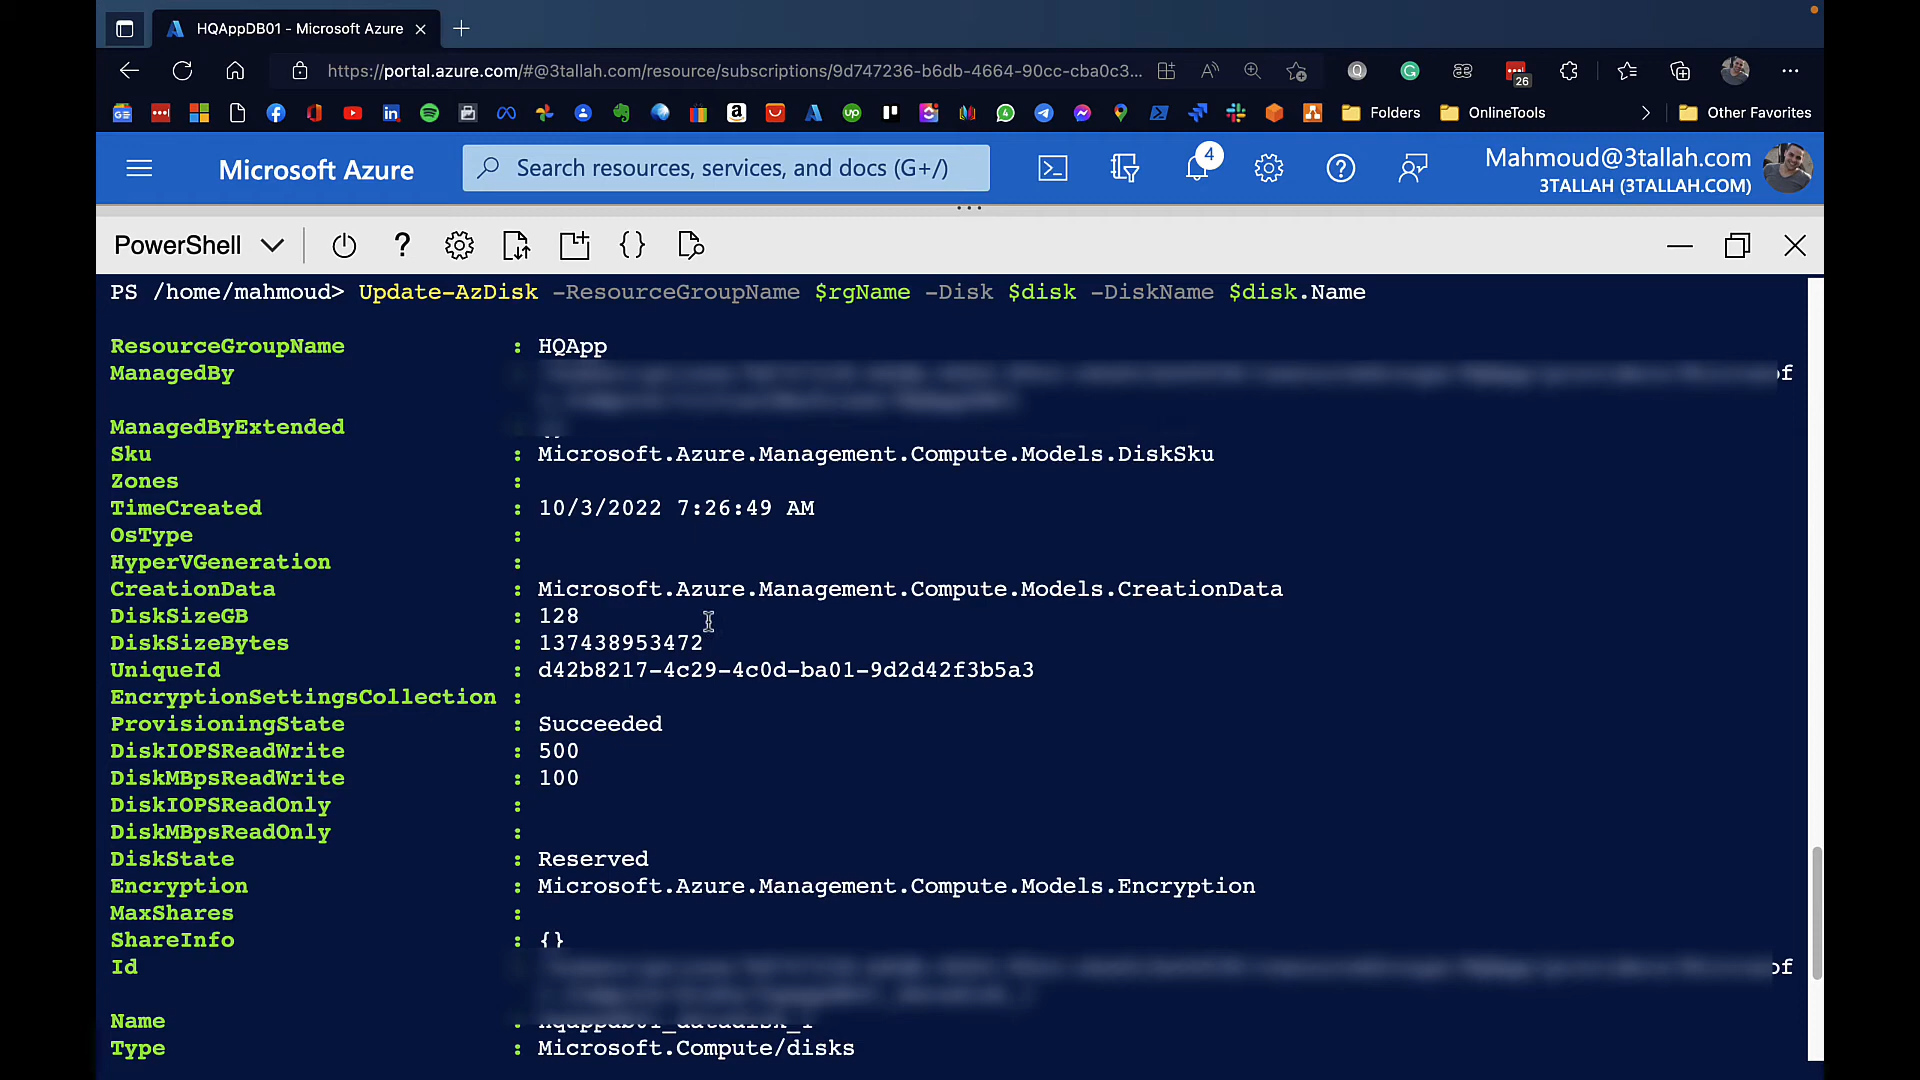 HQAppDB01 - Microsoft Azure
https://portal.azure.com/#@3tallah.com/resource/subscriptions/9d747236-b6db-4664-90cc-cba0c3...
26
4
Folders
OnlineTools
Other Favorites
Microsoft Azure
Search resources, services, and docs (G+/)
4
Mahmoud@3tallah.com
3TALLAH (3TALLAH.COM)
PowerShell
PS /home/mahmoud> Update-AzDisk -ResourceGroupName $rgName -Disk $disk -DiskName $disk.Name
ResourceGroupName : HQApp
ManagedBy of
ManagedByExtended
Sku : Microsoft.Azure.Management.Compute.Models.DiskSku
Zones :
TimeCreated : 10/3/2022 7:26:49 AM
OsType :
HyperVGeneration :
CreationData : Microsoft.Azure.Management.Compute.Models.CreationData
DiskSizeGB : 128
DiskSizeBytes : 137438953472
UniqueId : d42b8217-4c29-4c0d-ba01-9d2d42f3b5a3
EncryptionSettingsCollection :
ProvisioningState : Succeeded
DiskIOPSReadWrite : 500
DiskMBpsReadWrite : 100
DiskIOPSReadOnly :
DiskMBpsReadOnly :
DiskState : Reserved
Encryption : Microsoft.Azure.Management.Compute.Models.Encryption
MaxShares :
ShareInfo : {}
Id of
Name :
Type : Microsoft.Compute/disks